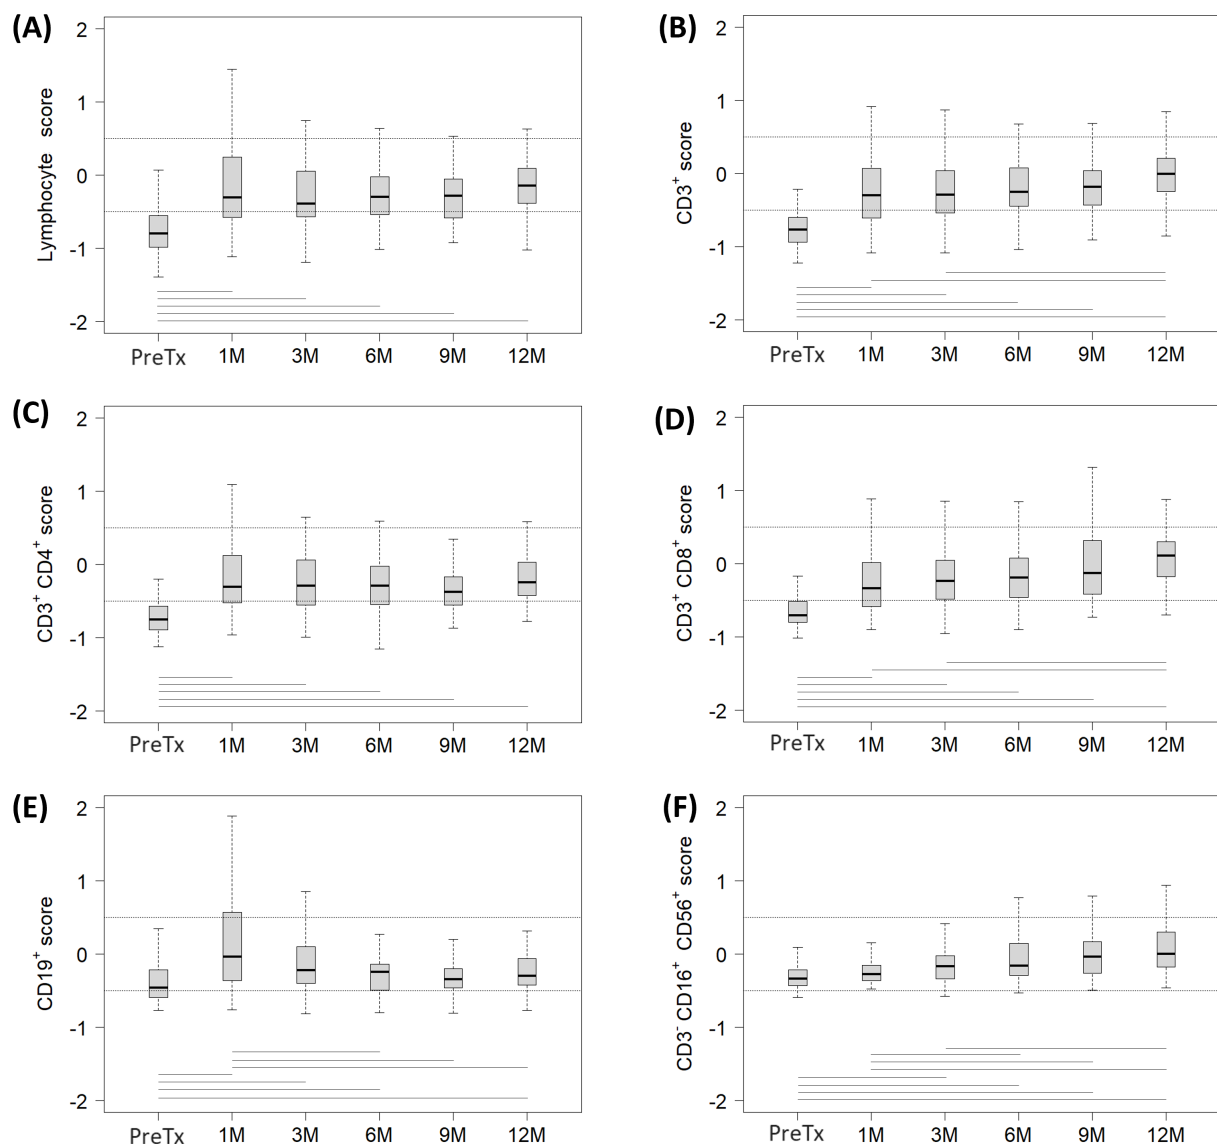 (A)
Lymphocyte score
2
1
0
-1
-2
PreTx 1M 3M 6M 9M 12M
(B)
CD3⁺ score
2
1
0
-1
-2
PreTx 1M 3M 6M 9M 12M
(C)
CD3⁺ CD4⁺ score
2
1
0
-1
-2
PreTx 1M 3M 6M 9M 12M
(D)
CD3⁺ CD8⁺ score
2
1
0
-1
-2
PreTx 1M 3M 6M 9M 12M
(E)
CD19⁺ score
2
1
0
-1
-2
PreTx 1M 3M 6M 9M 12M
(F)
CD3⁻ CD16⁺ CD56⁺ score
2
1
0
-1
-2
PreTx 1M 3M 6M 9M 12M